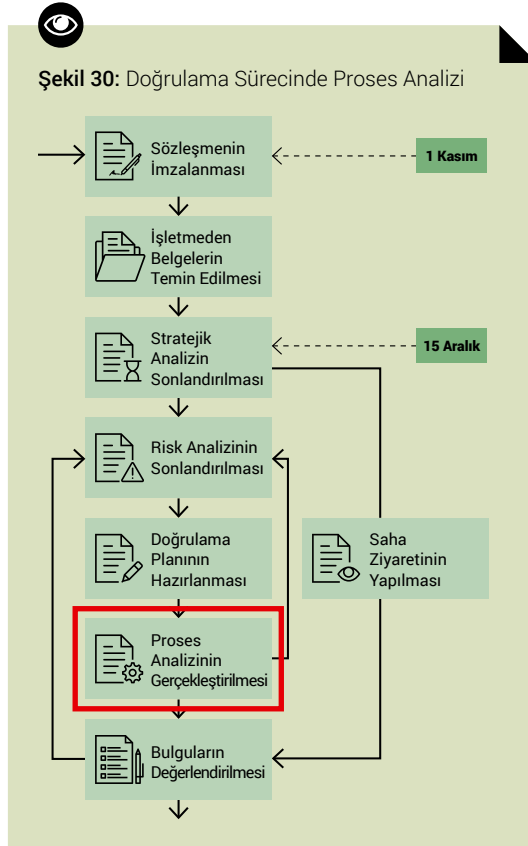 Şekil 30: Doğrulama Sürecinde Proses Analizi
Sözleşmenin
İmzalanması
1 Kasım
İşletmeden
Belgelerin
Temin Edilmesi
Stratejik
Analizin
Sonlandırılması
15 Aralık
Risk Analizinin
Sonlandırılması
Doğrulama
Planının
Hazırlanması
Saha
Ziyaretinin
Yapılması
Proses
Analizinin
Gerçekleştirilmesi
Bulguların
Değerlendirilmesi